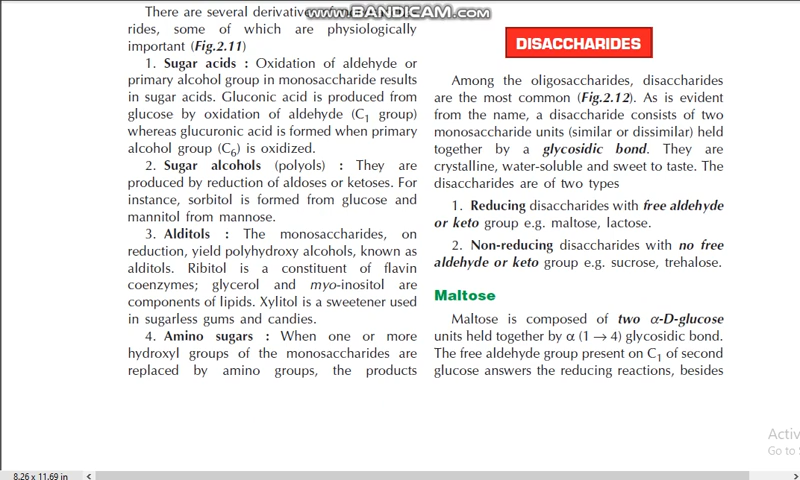 There are several derivatives
www.BANDICAM.com
rides, some of which are physiologically
important (Fig.2.11)
1. Sugar acids : Oxidation of aldehyde or
primary alcohol group in monosaccharide results
in sugar acids. Gluconic acid is produced from
glucose by oxidation of aldehyde (C1 group)
whereas glucuronic acid is formed when primary
alcohol group (C6) is oxidized.
2. Sugar alcohols (polyols) : They are
produced by reduction of aldoses or ketoses. For
instance, sorbitol is formed from glucose and
mannitol from mannose.
3. Alditols : The monosaccharides, on
reduction, yield polyhydroxy alcohols, known as
alditols. Ribitol is a constituent of flavin
coenzymes; glycerol and myo-inositol are
components of lipids. Xylitol is a sweetener used
in sugarless gums and candies.
4. Amino sugars : When one or more
hydroxyl groups of the monosaccharides are
replaced by amino groups, the products
DISACCHARIDES
Among the oligosaccharides, disaccharides
are the most common (Fig.2.12). As is evident
from the name, a disaccharide consists of two
monosaccharide units (similar or dissimilar) held
together by a glycosidic bond. They are
crystalline, water-soluble and sweet to taste. The
disaccharides are of two types
1. Reducing disaccharides with free aldehyde
or keto group e.g. maltose, lactose.
2. Non-reducing disaccharides with no free
aldehyde or keto group e.g. sucrose, trehalose.
Maltose
Maltose is composed of two α-D-glucose
units held together by α (1 → 4) glycosidic bond.
The free aldehyde group present on C1 of second
glucose answers the reducing reactions, besides
Activ
Go to S
8.26 x 11.69 in